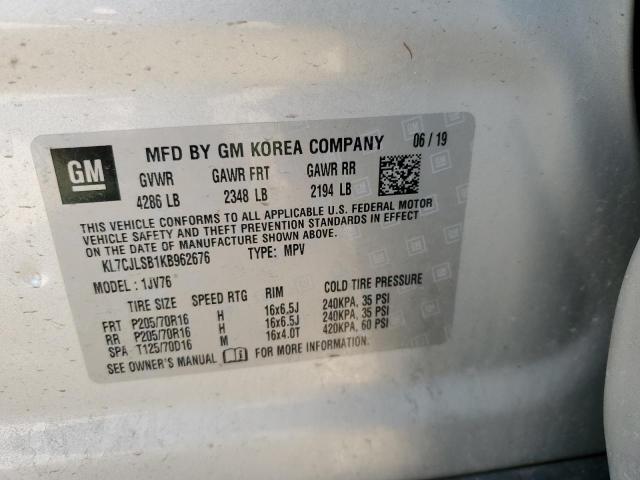 GM
MFD BY GM KOREA COMPANY 06 / 19
GVWR GAWR FRT GAWR RR
4286 LB 2348 LB 2194 LB
THIS VEHICLE CONFORMS TO ALL APPLICABLE U.S. FEDERAL MOTOR
VEHICLE SAFETY AND THEFT PREVENTION STANDARDS IN EFFECT
ON THE DATE OF MANUFACTURE SHOWN ABOVE.
KL7CJLSB1KB962676 TYPE: MPV
MODEL : 1JV76
TIRE SIZE SPEED RTG RIM COLD TIRE PRESSURE
FRT P205/70R16 H 16x6.5J 240KPA, 35 PSI
RR P205/70R16 H 16x6.5J 240KPA, 35 PSI
SPA T125/70D16 M 16x4.0T 420KPA, 60 PSI
SEE OWNER'S MANUAL FOR MORE INFORMATION.